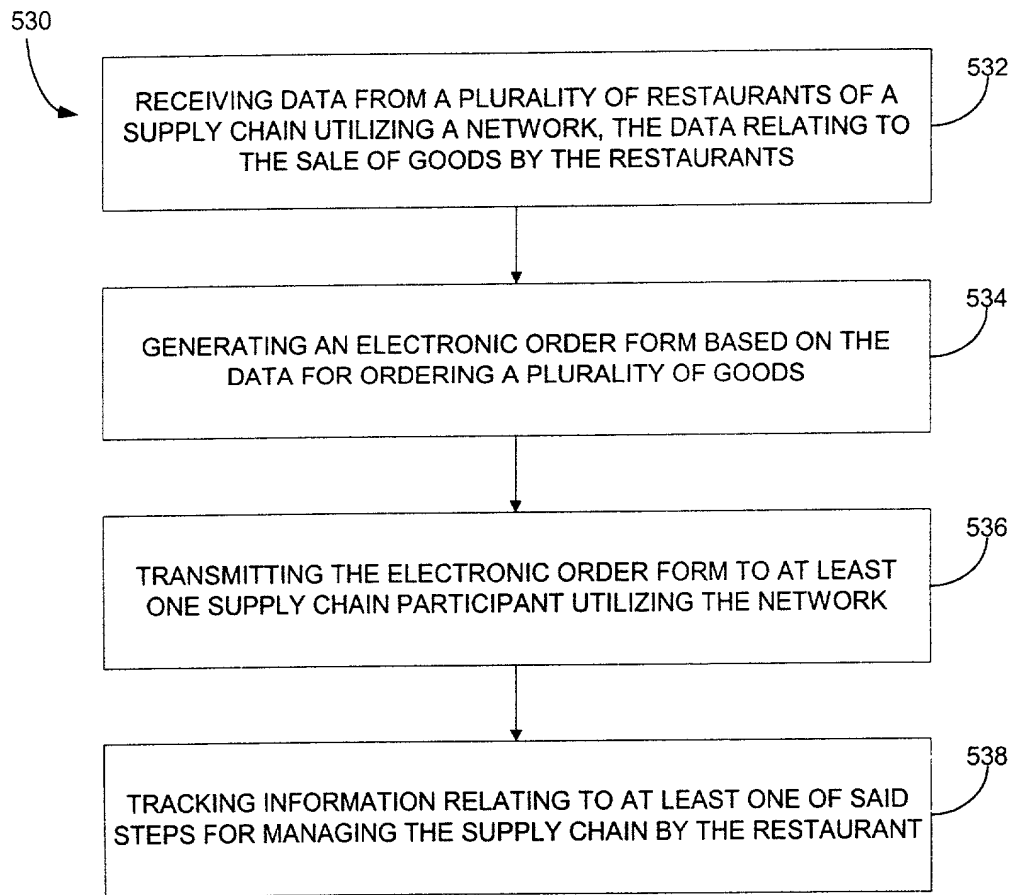 530
532
RECEIVING DATA FROM A PLURALITY OF RESTAURANTS OF A
SUPPLY CHAIN UTILIZING A NETWORK, THE DATA RELATING TO
THE SALE OF GOODS BY THE RESTAURANTS
534
GENERATING AN ELECTRONIC ORDER FORM BASED ON THE
DATA FOR ORDERING A PLURALITY OF GOODS
536
TRANSMITTING THE ELECTRONIC ORDER FORM TO AT LEAST
ONE SUPPLY CHAIN PARTICIPANT UTILIZING THE NETWORK
538
TRACKING INFORMATION RELATING TO AT LEAST ONE OF SAID
STEPS FOR MANAGING THE SUPPLY CHAIN BY THE RESTAURANT